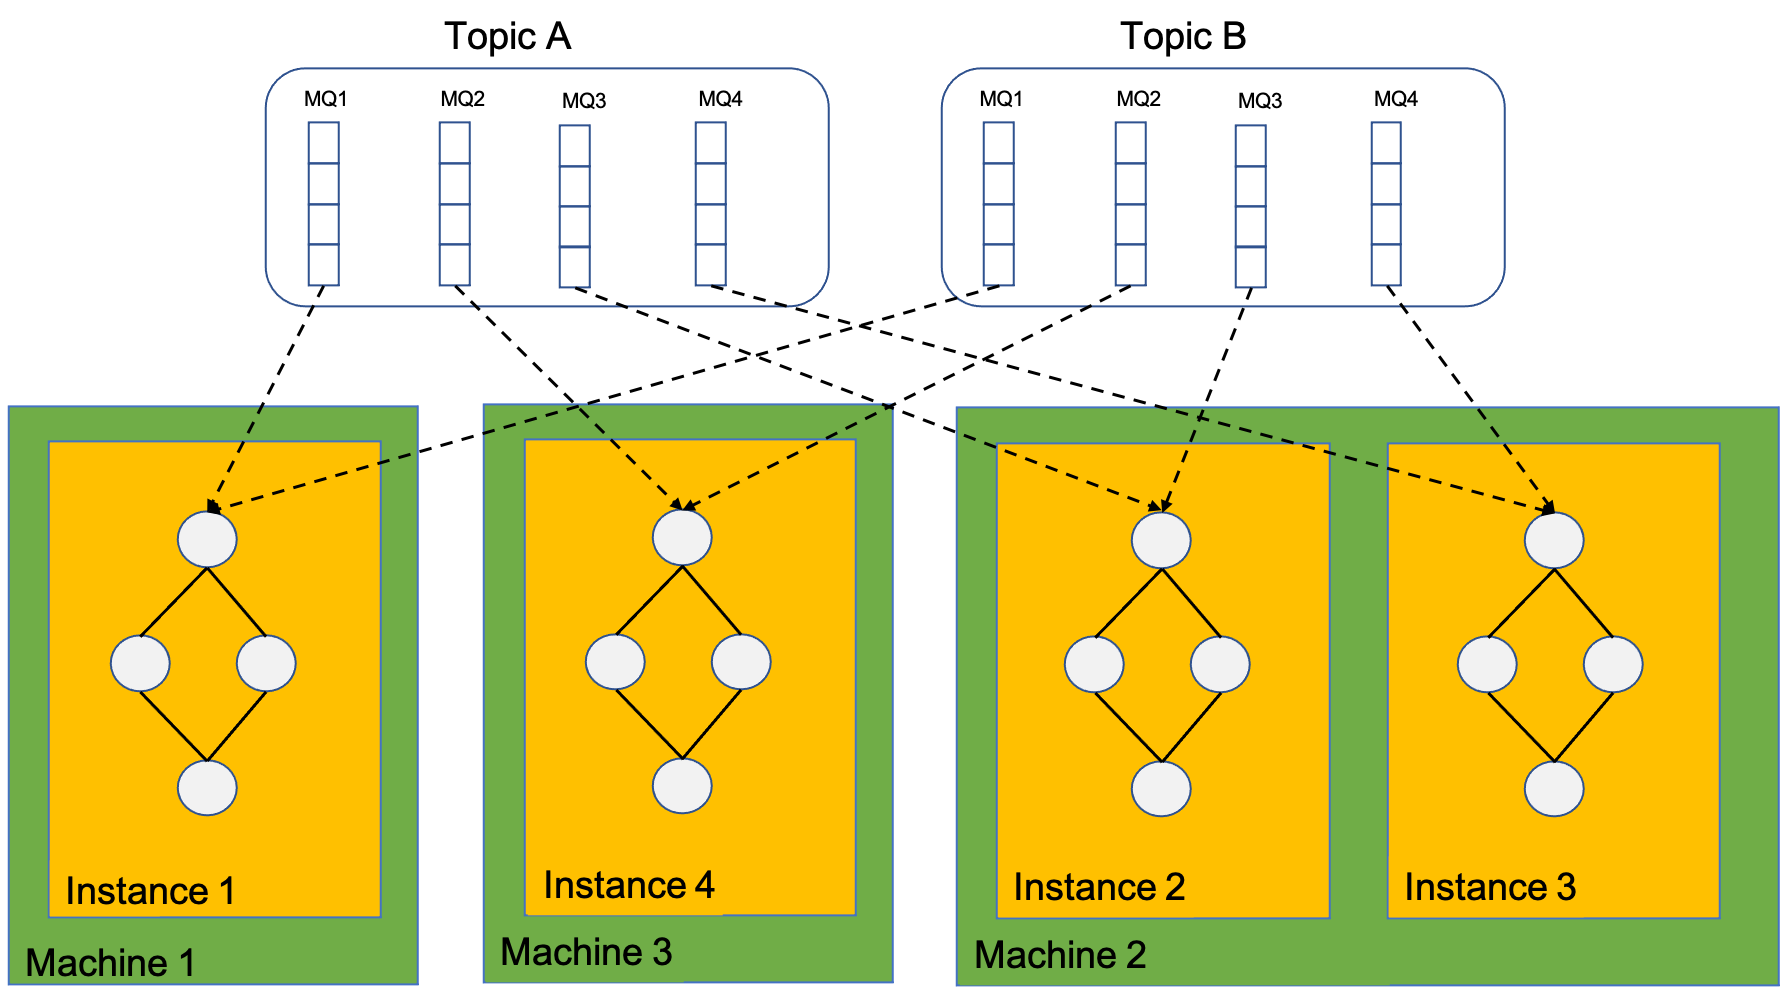 Topic A
Topic B
MQ1
MQ2
MQ3
MQ4
MQ1
MQ2
MQ3
MQ4
Instance 1
Instance 4
Instance 2
Instance 3
Machine 1
Machine 3
Machine 2